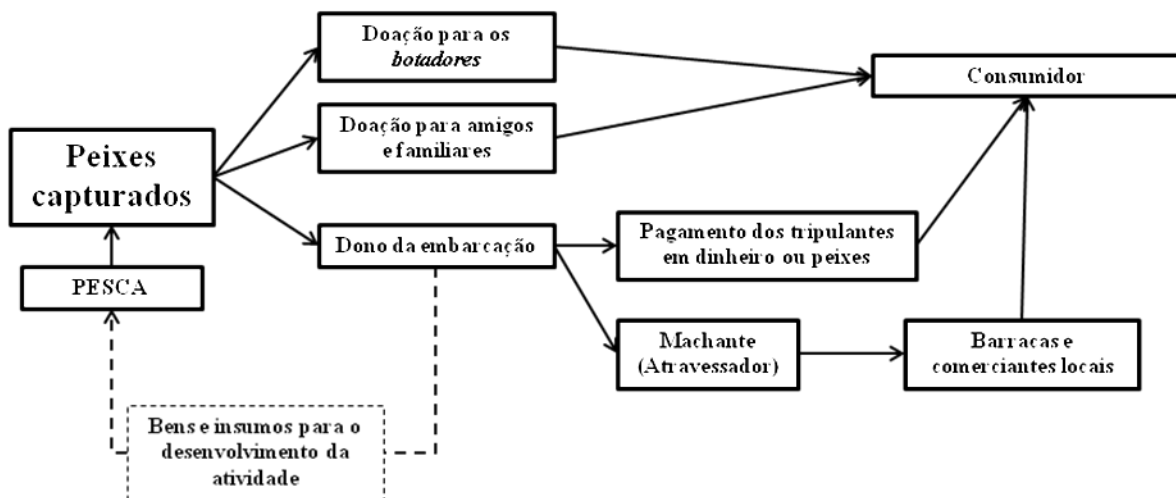 Doação para os
botadores
Consumidor
Doação para amigos
e familiares
Peixes
capturados
Dono da embarcação
Pagamento dos tripulantes
em dinheiro ou peixes
PESCA
Machante
(Atravessador)
Barracas e
comerciantes locais
Bens e insumos para o
desenvolvimento da
atividade